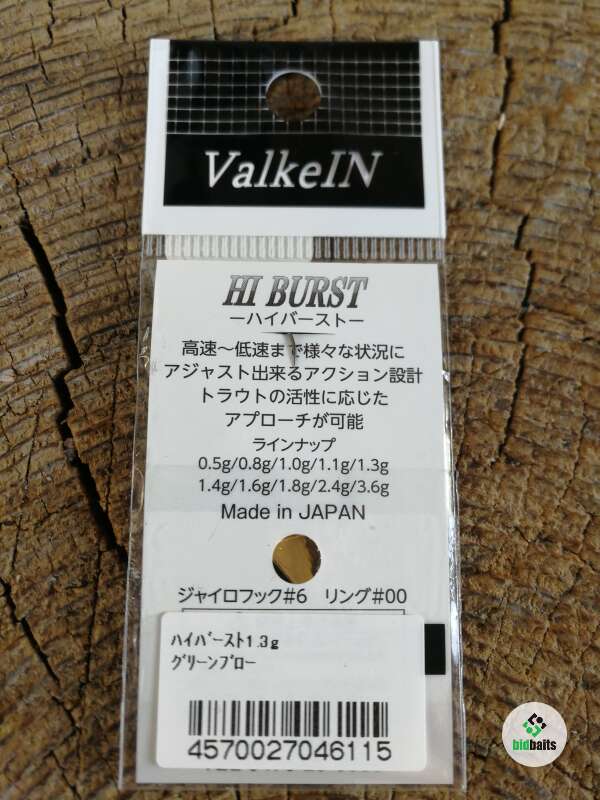 ValkeIN
HI BURST
ーハイバーストー
高速〜低速まで様々な状況に
アジャスト出来るアクション設計
トラウトの活性に応じた
アプローチが可能
ラインナップ
0.5g/0.8g/1.0g/1.1g/1.3g
1.4g/1.6g/1.8g/2.4g/3.6g
Made in JAPAN
ジャイロフック#6 リング#00
ﾊｲﾊﾞｰｽﾄ1.3g
ｸﾞﾘｰﾝﾌﾞﾛｰ
4570027046115
bidbaits